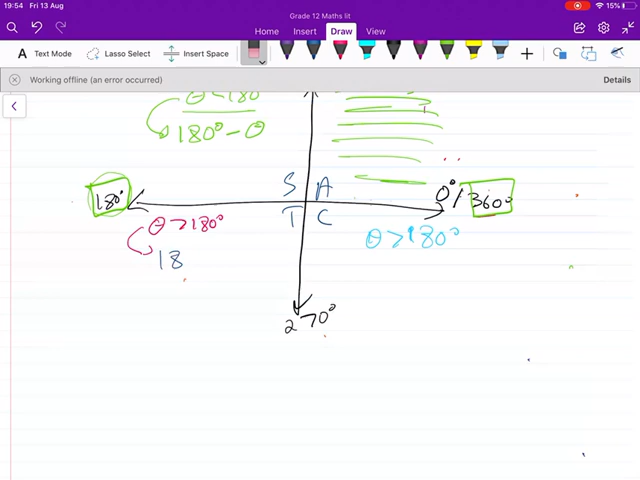 19:54 Fri 13 Aug
15%
Grade 12 Maths lit
Home Insert Draw View
Text Mode Lasso Select Insert Space
Working offline (an error occurred) Details
180° - θ
S A
180° 0° / 360°
T C
θ > 180° θ > 180°
18
270°